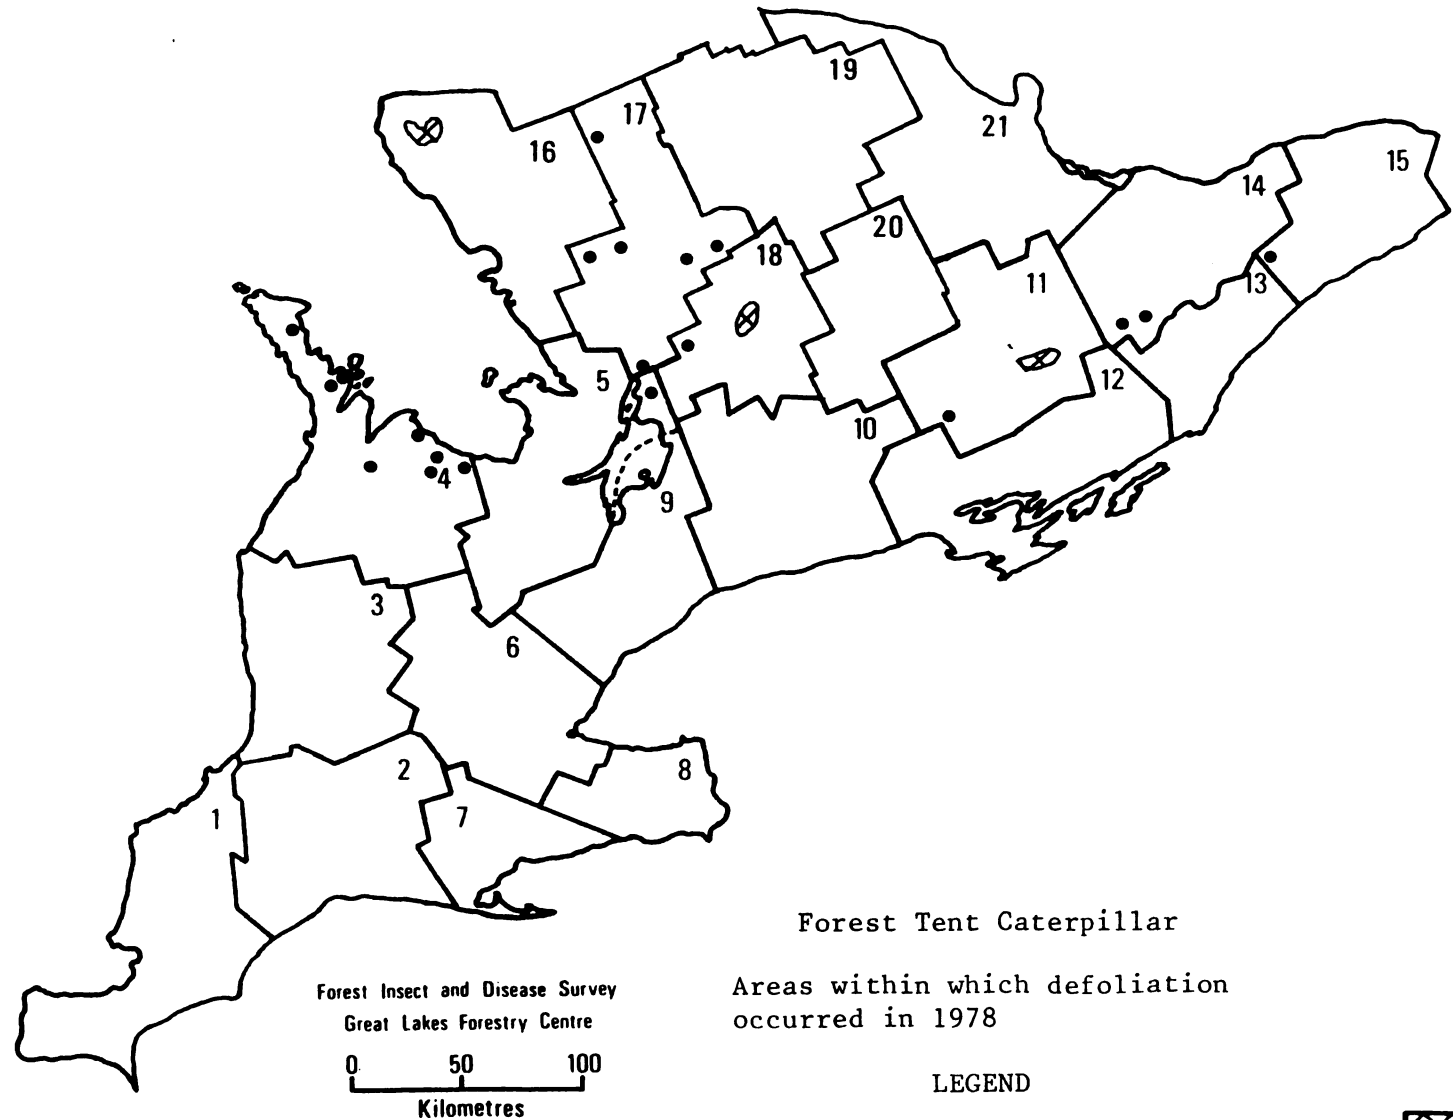 19
17
21
16
15
14
20
18
11
13
5
12
10
4
9
3
6
2
8
1
7
Forest Tent Caterpillar
Areas within which defoliation
occurred in 1978
Forest Insect and Disease Survey
Great Lakes Forestry Centre
0 50 100
Kilometres
LEGEND